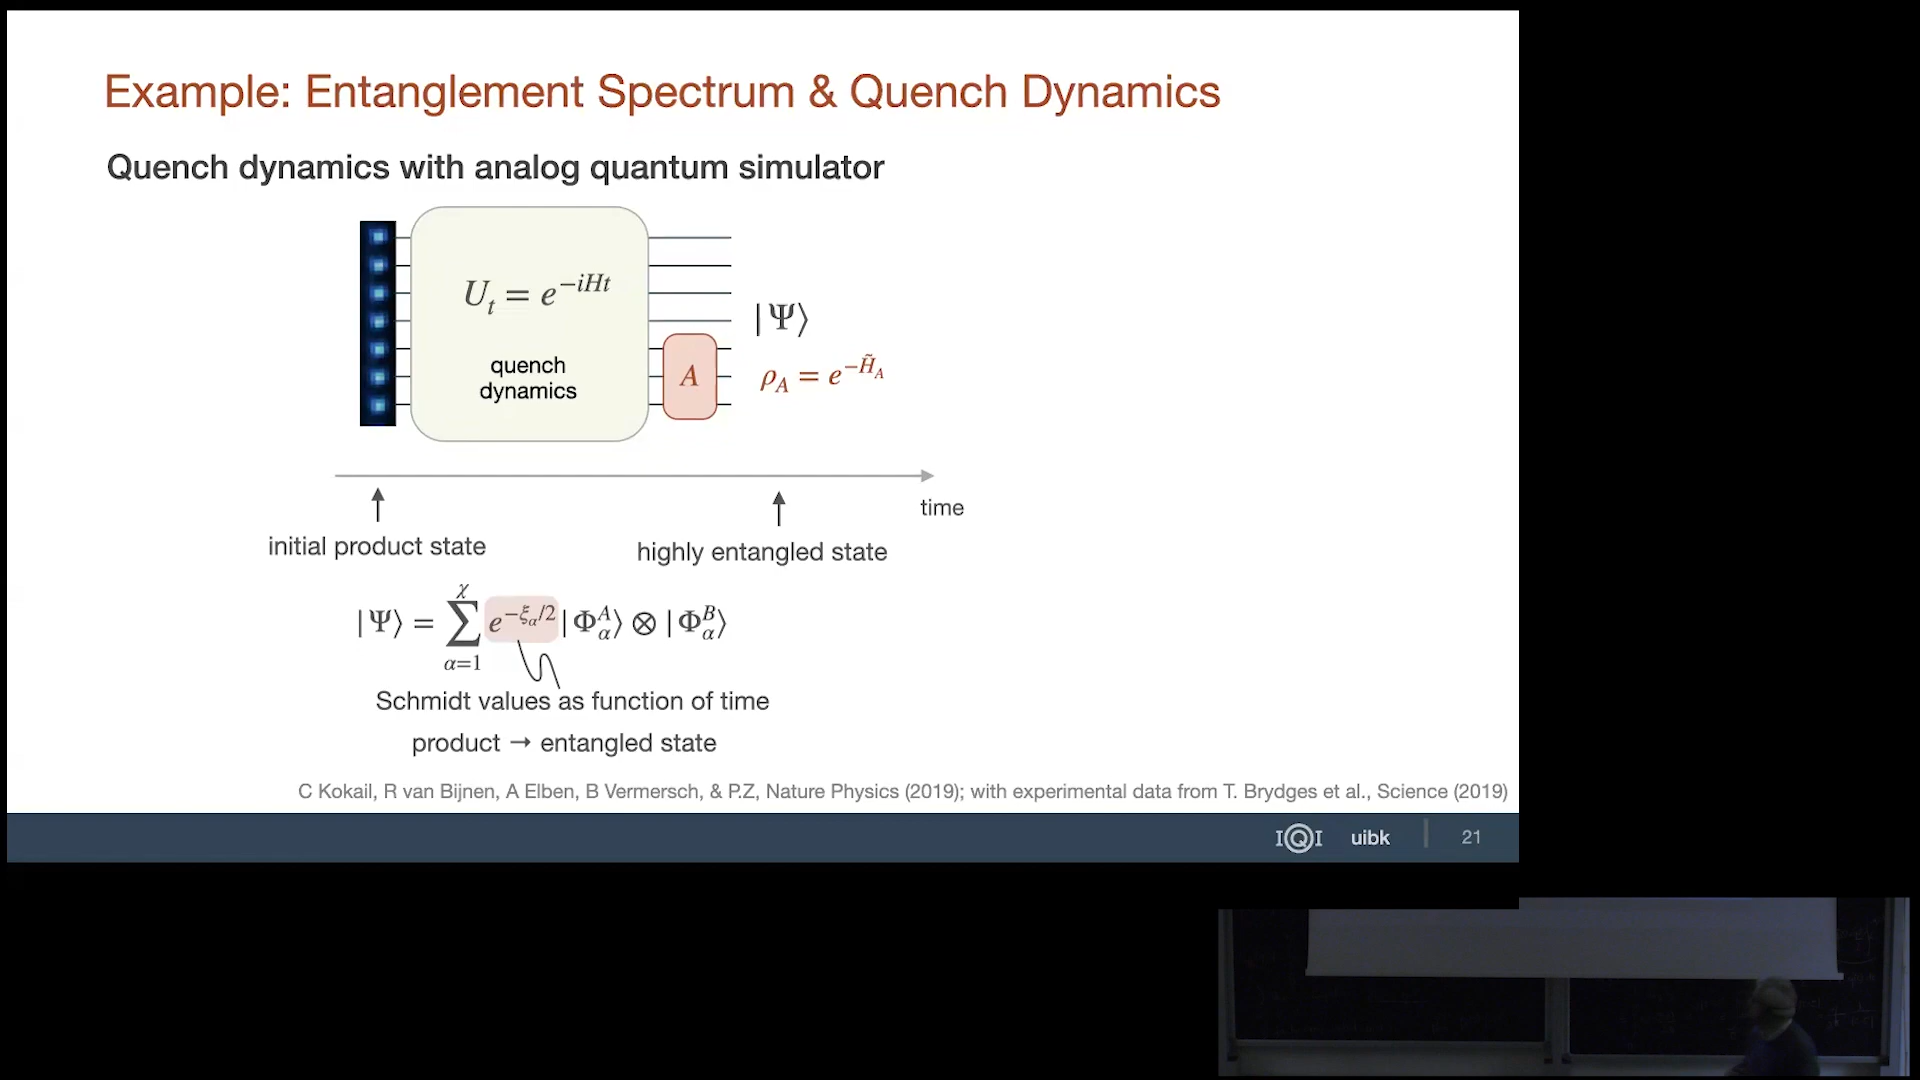 Example: Entanglement Spectrum & Quench Dynamics
Quench dynamics with analog quantum simulator
U_t = e^{-iHt}
quench
dynamics
|Ψ⟩
A
ρ_A = e^{-H̃_A}
time
initial product state
highly entangled state
|Ψ⟩ = ∑_{α=1}^{χ} e^{-ξ_α/2} |Φ_α^A⟩ ⊗ |Φ_α^B⟩
Schmidt values as function of time
product → entangled state
C Kokail, R van Bijnen, A Elben, B Vermersch, & P.Z, Nature Physics (2019); with experimental data from T. Brydges et al., Science (2019)
IQI uibk 21